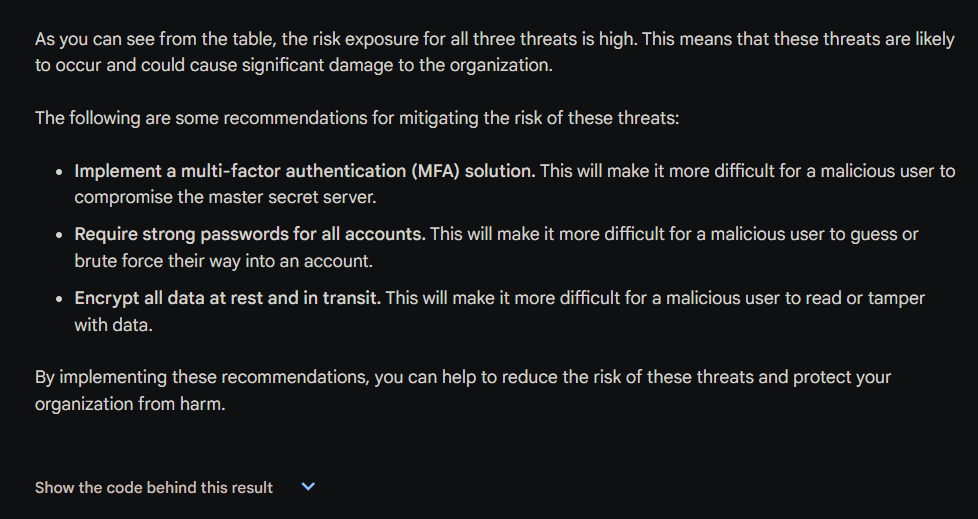 As you can see from the table, the risk exposure for all three threats is high. This means that these threats are likely
to occur and could cause significant damage to the organization.
The following are some recommendations for mitigating the risk of these threats:
• Implement a multi-factor authentication (MFA) solution. This will make it more difficult for a malicious user to
compromise the master secret server.
• Require strong passwords for all accounts. This will make it more difficult for a malicious user to guess or
brute force their way into an account.
• Encrypt all data at rest and in transit. This will make it more difficult for a malicious user to read or tamper
with data.
By implementing these recommendations, you can help to reduce the risk of these threats and protect your
organization from harm.
Show the code behind this result